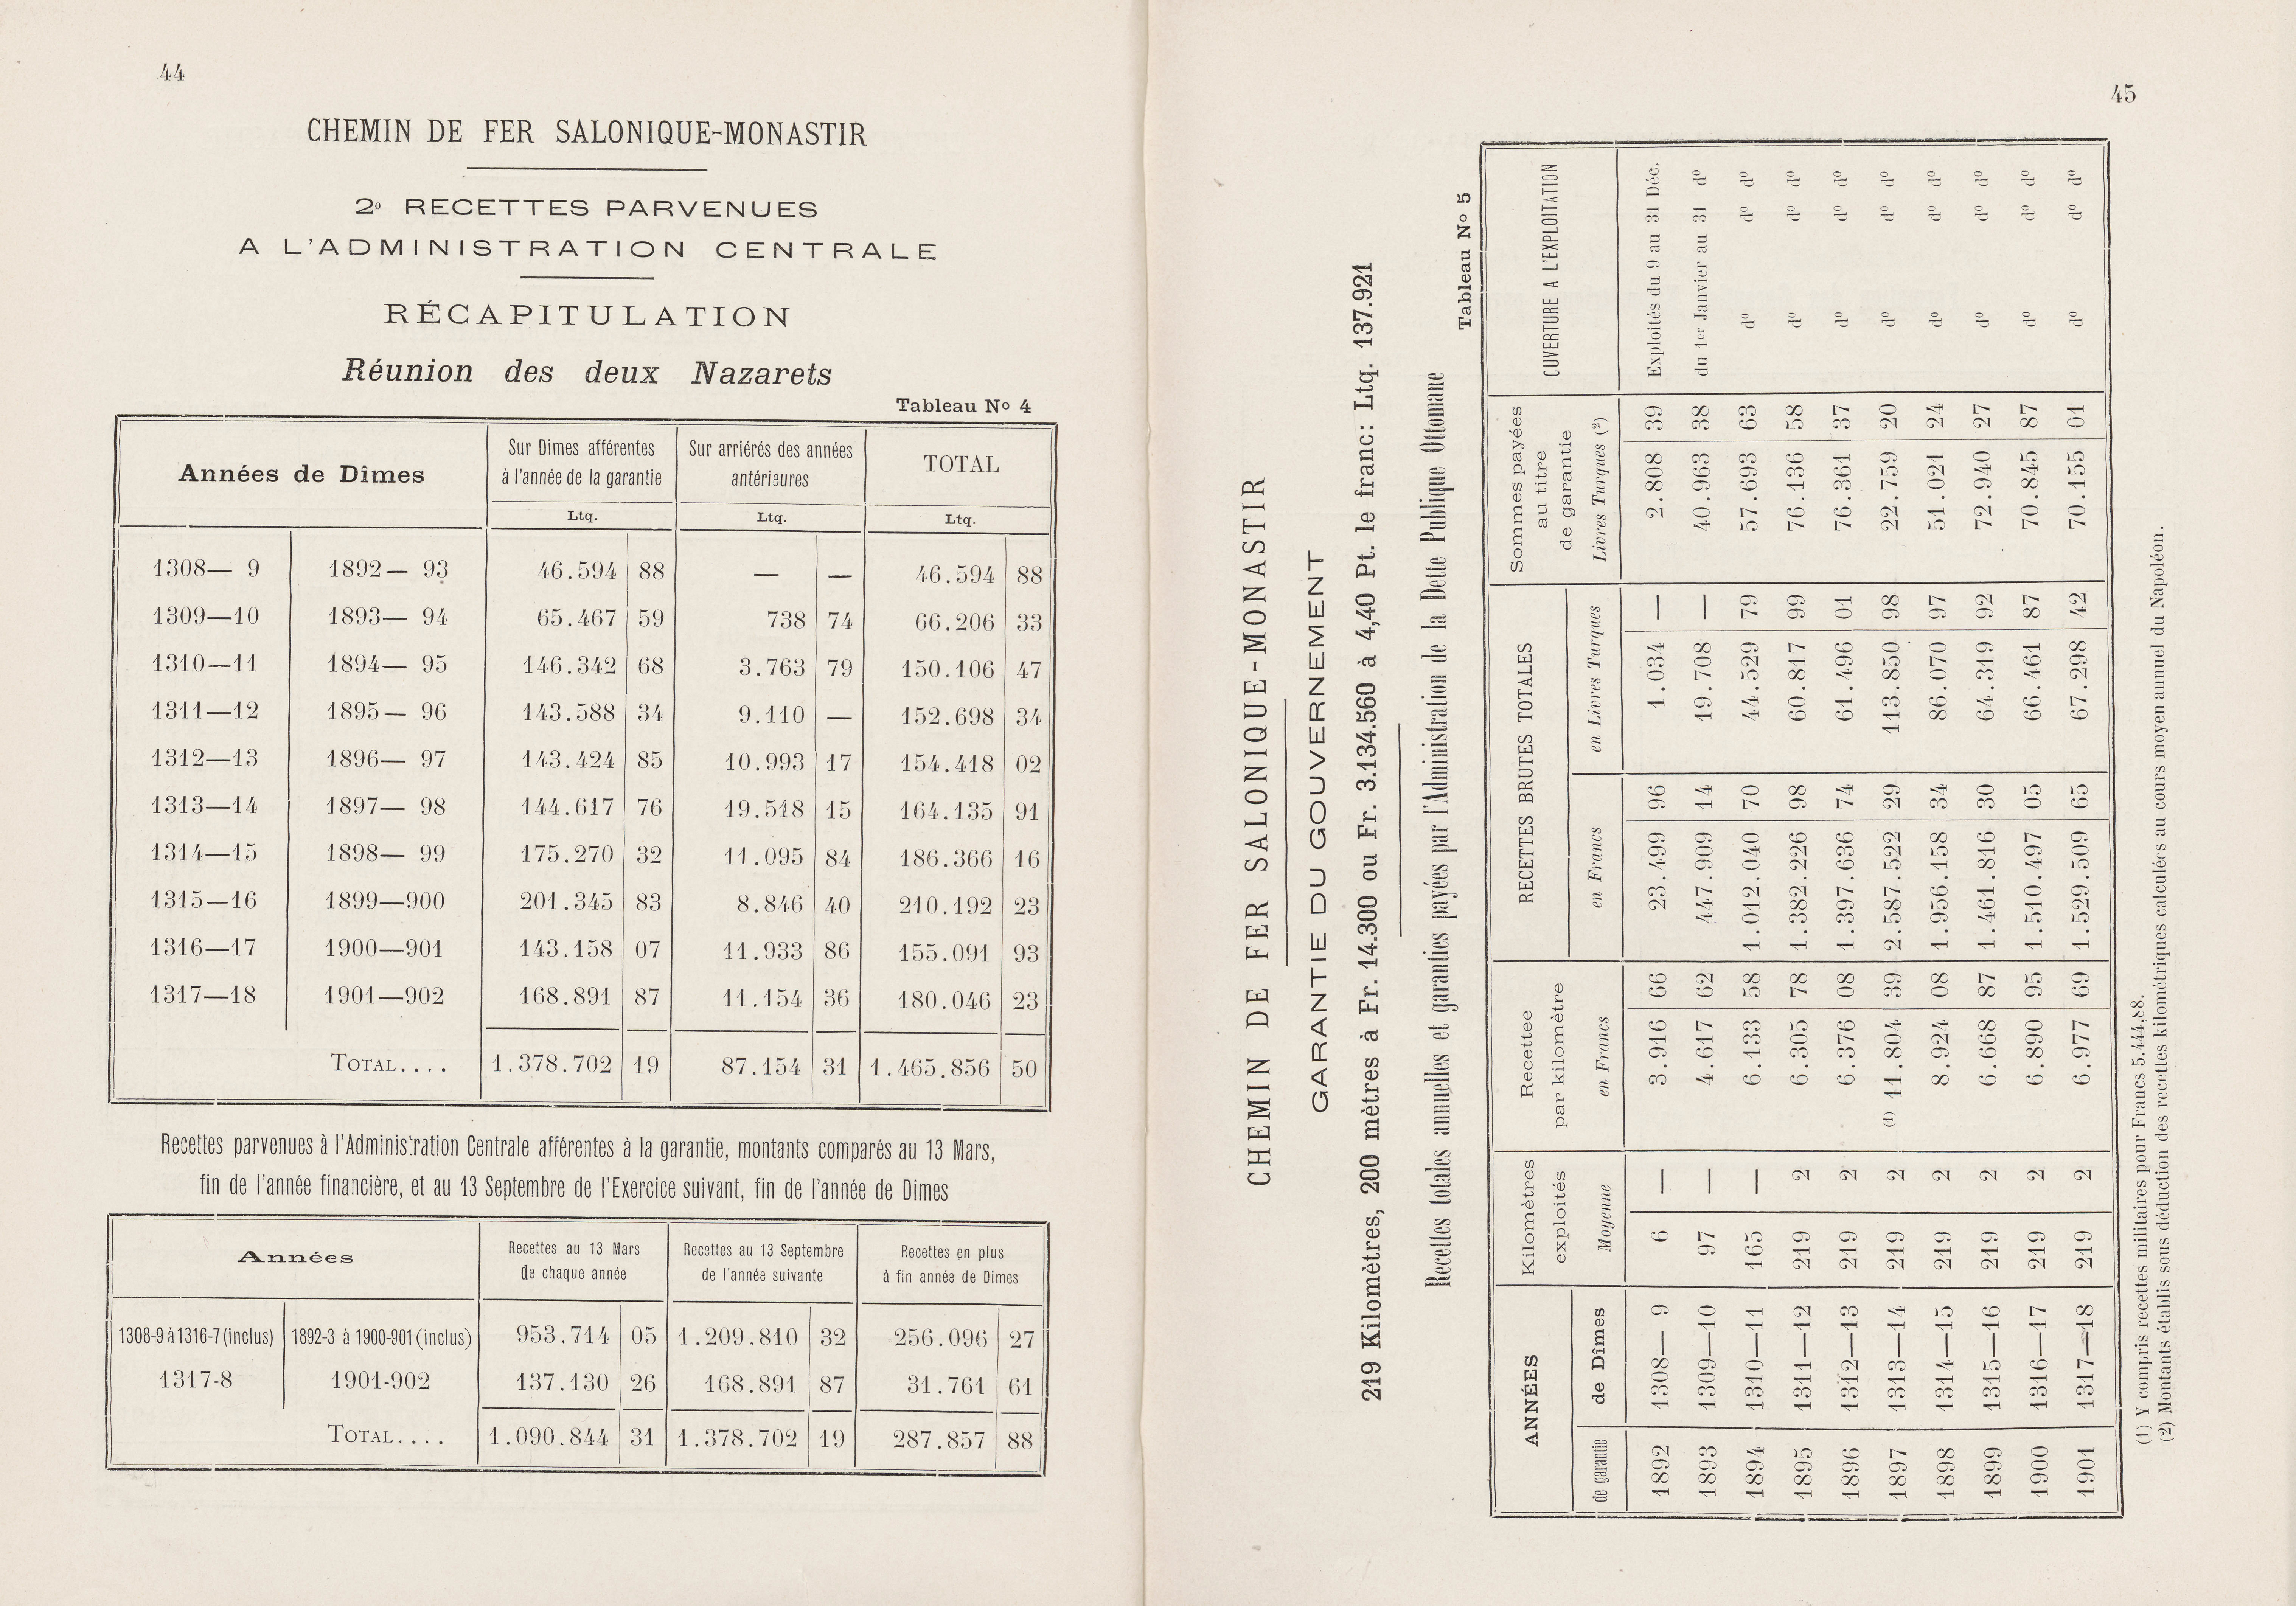 44
CHEMIN DE FER SALONIQUE-MONASTIR
2º RECETTES PARVENUES
A L'ADMINISTRATION CENTRALE
RÉCAPITULATION
Réunion des deux Nazarets
Tableau Nº 4
Années de Dîmes | Sur Dimes afférentes à l'année de la garantie | Sur arriérés des années antérieures | TOTAL
Ltq. | Ltq. | Ltq.
1308— 9 | 1892— 93 | 46.594 88 | — — | 46.594 88
1309—10 | 1893— 94 | 65.467 59 | 738 74 | 66.206 33
1310—11 | 1894— 95 | 146.342 68 | 3.763 79 | 150.106 47
1311—12 | 1895— 96 | 143.588 34 | 9.110 — | 152.698 34
1312—13 | 1896— 97 | 143.424 85 | 10.993 17 | 154.418 02
1313—14 | 1897— 98 | 144.617 76 | 19.518 15 | 164.135 91
1314—15 | 1898— 99 | 175.270 32 | 11.095 84 | 186.366 16
1315—16 | 1899—900 | 201.345 83 | 8.846 40 | 210.192 23
1316—17 | 1900—901 | 143.158 07 | 11.933 86 | 155.091 93
1317—18 | 1901—902 | 168.891 87 | 11.154 36 | 180.046 23
TOTAL.... | 1.378.702 19 | 87.154 31 | 1.465.856 50
Recettes parvenues à l'Administration Centrale afférentes à la garantie, montants comparés au 13 Mars,
fin de l'année financière, et au 13 Septembre de l'Exercice suivant, fin de l'année de Dimes
Années | Recettes au 13 Mars de chaque année | Recettes au 13 Septembre de l'année suivante | Recettes en plus à fin année de Dimes
1308-9 à 1316-7 (inclus) | 1892-3 à 1900-901 (inclus) | 953.714 05 | 1.209.810 32 | 256.096 27
1317-8 | 1901-902 | 137.130 26 | 168.891 87 | 31.761 61
TOTAL.... | 1.090.844 31 | 1.378.702 19 | 287.857 88
45
CHEMIN DE FER SALONIQUE-MONASTIR
GARANTIE DU GOUVERNEMENT
219 Kilomètres, 200 mètres à Fr. 14.300 ou Fr. 3.134.560 à 4,40 Pt. le franc: Ltq. 137.921
Recettes totales annuelles et garanties payées par l'Administration de la Dette Publique Ottomane
Tableau Nº 5
ANNÉES | Kilomètres exploités | Recettee par kilomètre | RECETTES BRUTES TOTALES | Sommes payées au titre de garantie | CUVERTURE A L'EXPLOITATION
de garantie | de Dîmes | Moyenne | en Francs | en Francs | en Livres Turques | Livres Turques (2)
1892 | 1308— 9 | 6 — | 3.916 66 | 23.499 96 | 1.034 — | 2.808 39 | Exploités du 9 au 31 Déc.
1893 | 1309—10 | 97 — | 4.617 62 | 447.909 14 | 19.708 — | 40.963 38 | du 1er Janvier au 31 dº
1894 | 1310—11 | 165 — | 6.133 58 | 1.012.040 70 | 44.529 79 | 57.693 63 | dº dº dº
1895 | 1311—12 | 219 2 | 6.305 78 | 1.382.226 98 | 60.817 99 | 76.136 58 | dº dº dº
1896 | 1312—13 | 219 2 | 6.376 08 | 1.397.636 74 | 61.496 01 | 76.361 37 | dº dº dº
1897 | 1313—14 | 219 2 | (1) 11.804 39 | 2.587.522 29 | 113.850 98 | 22.759 20 | dº dº dº
1898 | 1314—15 | 219 2 | 8.924 08 | 1.956.158 34 | 86.070 97 | 51.021 24 | dº dº dº
1899 | 1315—16 | 219 2 | 6.668 87 | 1.461.816 30 | 64.319 92 | 72.940 27 | dº dº dº
1900 | 1316—17 | 219 2 | 6.890 95 | 1.510.497 05 | 66.461 87 | 70.845 87 | dº dº dº
1901 | 1317—18 | 219 2 | 6.977 69 | 1.529.509 65 | 67.298 42 | 70.155 61 | dº dº dº
(1) Y compris recettes militaires pour Francs 5.444,88.
(2) Montants établis sous déduction des recettes kilométriques calculées au cours moyen annuel du Napoléon.